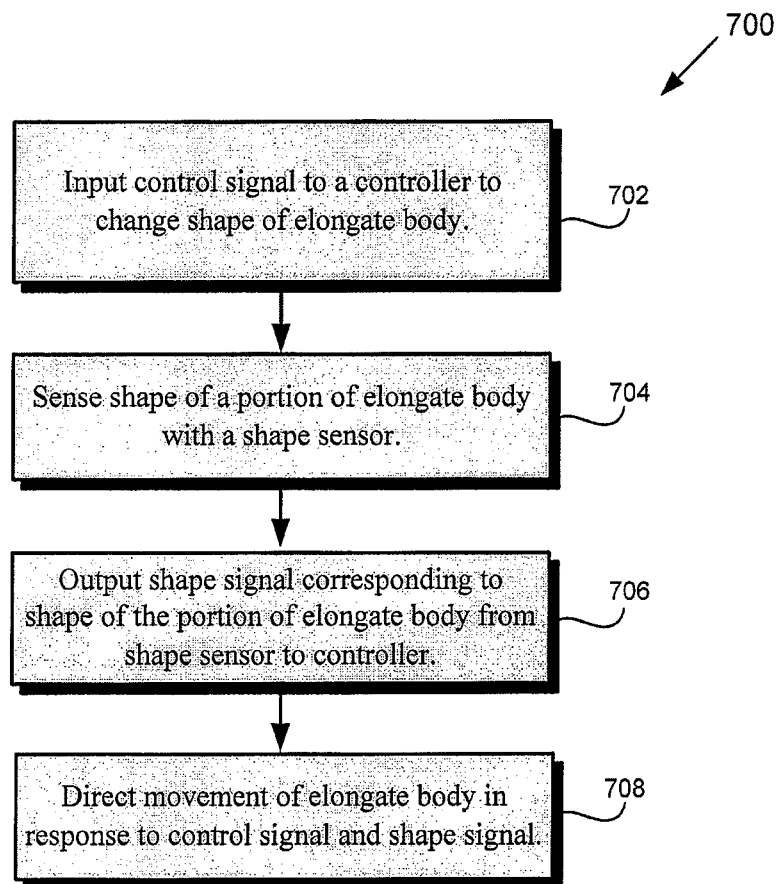 700
Input control signal to a controller to
change shape of elongate body.
702
Sense shape of a portion of elongate body
with a shape sensor.
704
Output shape signal corresponding to
shape of the portion of elongate body from
shape sensor to controller.
706
Direct movement of elongate body in
response to control signal and shape signal.
708